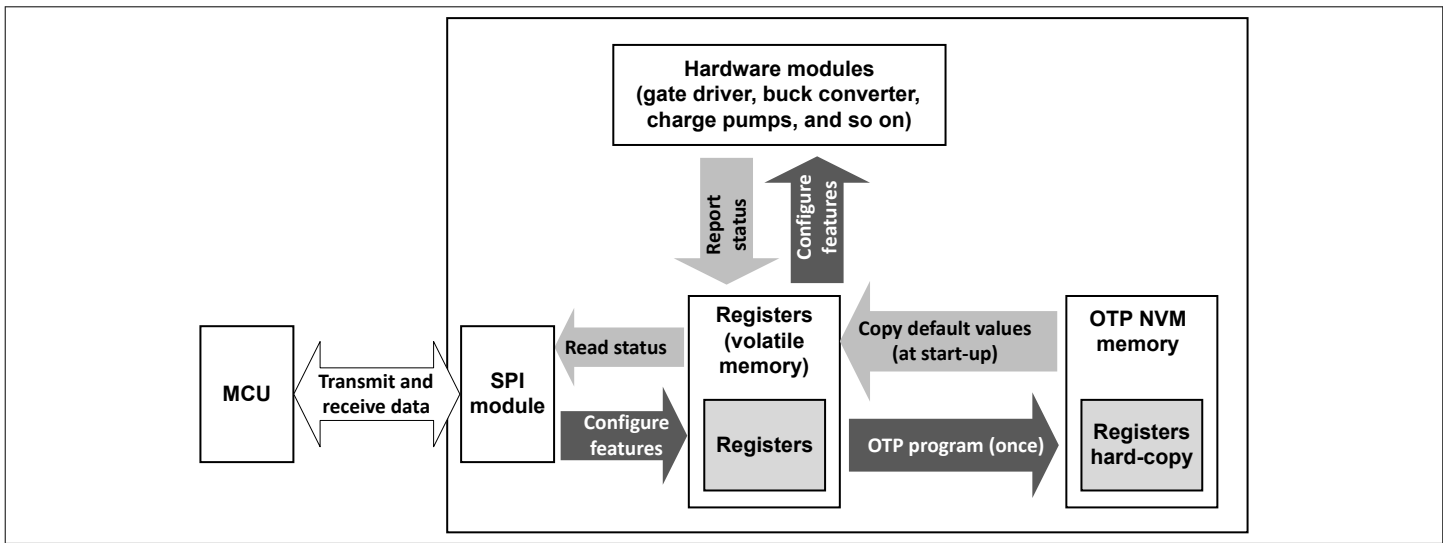 Hardware modules
(gate driver, buck converter,
charge pumps, and so on)
Report
status
Configure
features
MCU
Transmit and
receive data
SPI
module
Read status
Configure
features
Registers
(volatile
memory)
Registers
Copy default values
(at start-up)
OTP program (once)
OTP NVM
memory
Registers
hard-copy